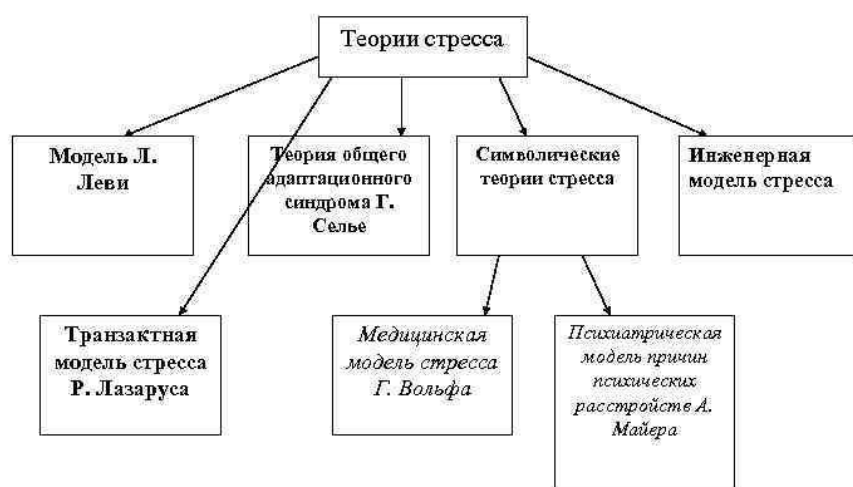 Теории стресса
Модель Л.
Леви
Теория общего
адаптационного
синдрома Г.
Селье
Символические
теории стресса
Инженерная
модель стресса
Транзактная
модель стресса
Р. Лазаруса
Медицинская
модель стресса
Г. Вольфа
Психиатрическая
модель причин
психических
расстройств А.
Майера